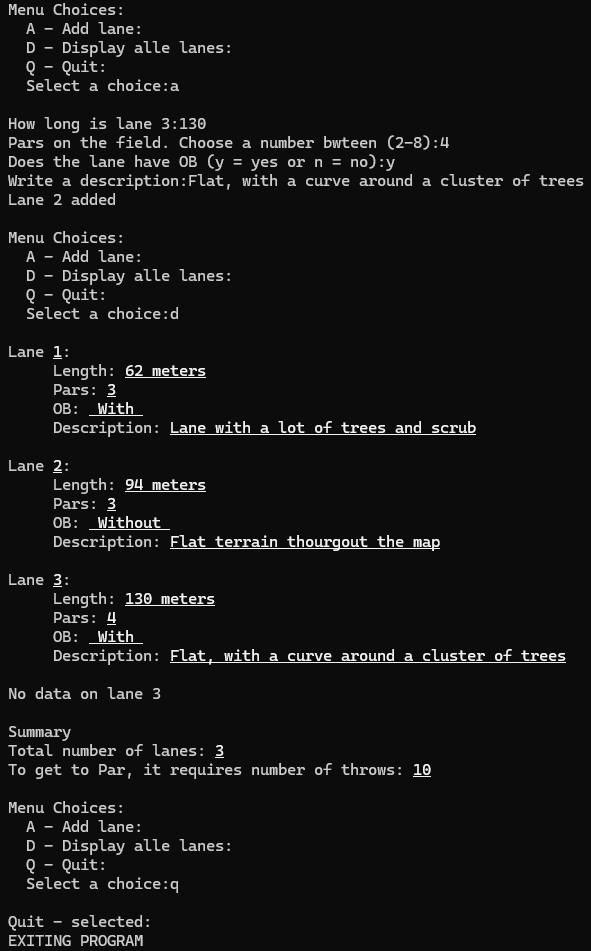 Menu Choices:
  A - Add lane:
  D - Display alle lanes:
  Q - Quit:
  Select a choice:a

How long is lane 3:130
Pars on the field. Choose a number bwteen (2-8):4
Does the lane have OB (y = yes or n = no):y
Write a description:Flat, with a curve around a cluster of trees
Lane 2 added

Menu Choices:
  A - Add lane:
  D - Display alle lanes:
  Q - Quit:
  Select a choice:d

Lane 1:
     Length: 62 meters
     Pars: 3
     OB:  With 
     Description: Lane with a lot of trees and scrub

Lane 2:
     Length: 94 meters
     Pars: 3
     OB:  Without 
     Description: Flat terrain thourgout the map

Lane 3:
     Length: 130 meters
     Pars: 4
     OB:  With 
     Description: Flat, with a curve around a cluster of trees

No data on lane 3

Summary
Total number of lanes: 3
To get to Par, it requires number of throws: 10

Menu Choices:
  A - Add lane:
  D - Display alle lanes:
  Q - Quit:
  Select a choice:q

Quit - selected:
EXITING PROGRAM